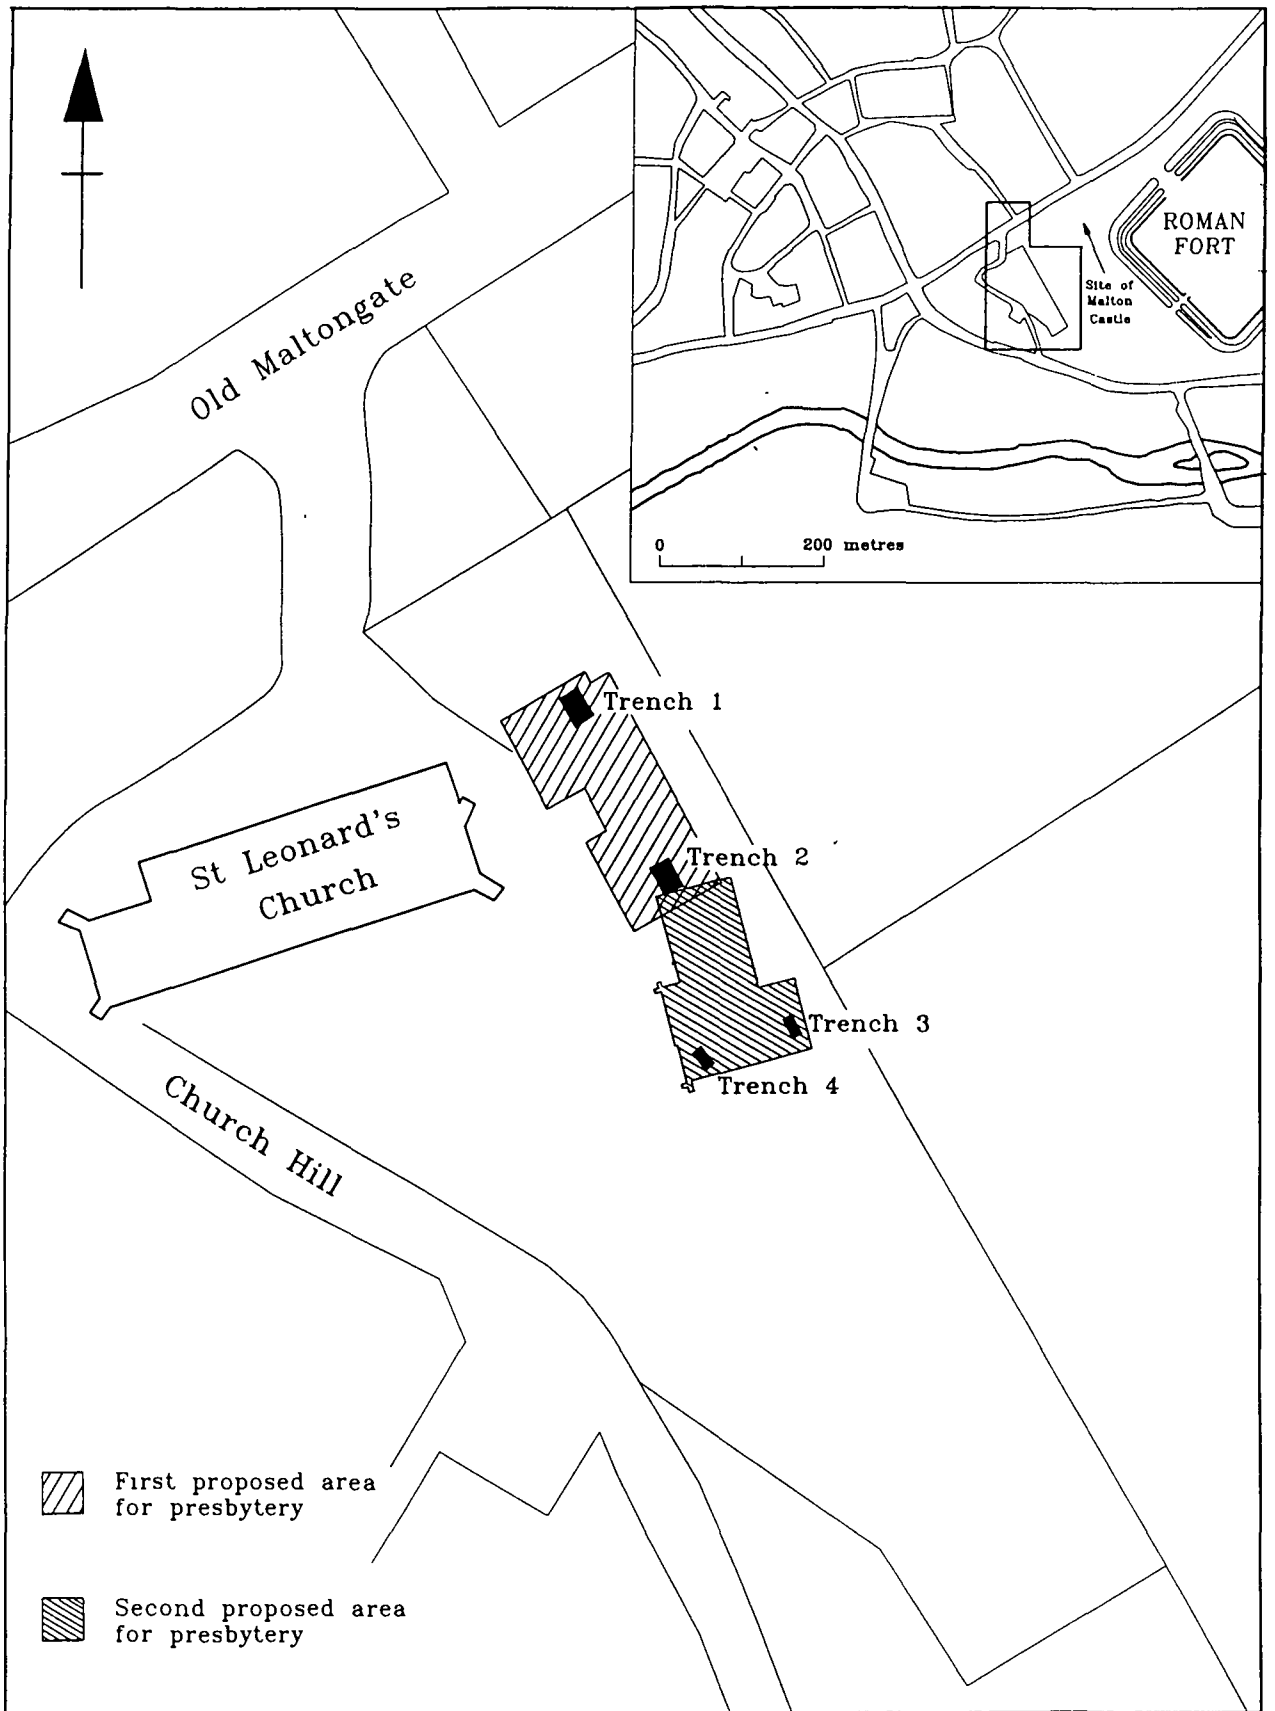 ROMAN
FORT
Site of
Malton
Castle
0 200 metres
Old Maltongate
Trench 1
St Leonard's
Church
Trench 2
Trench 3
Trench 4
Church Hill
First proposed area
for presbytery
Second proposed area
for presbytery